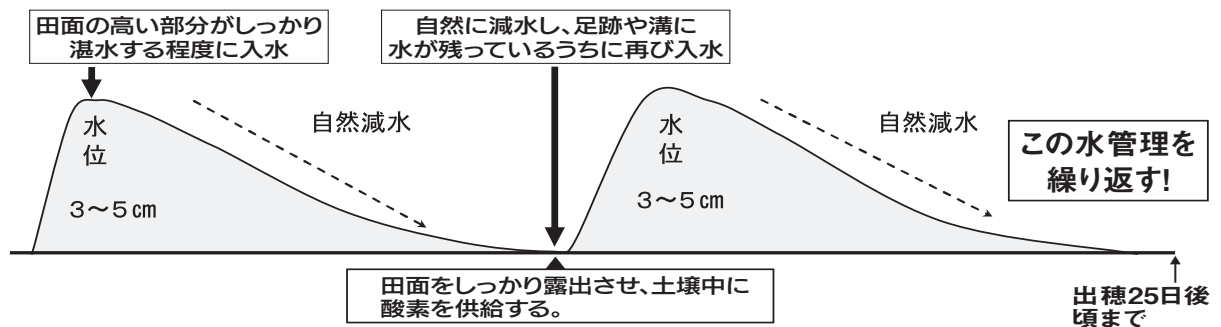 田面の高い部分がしっかり
湛水する程度に入水
自然に減水し、足跡や溝に
水が残っているうちに再び入水
水位
3～5㎝
自然減水
水位
3～5㎝
自然減水
この水管理を
繰り返す!
田面をしっかり露出させ、土壌中に
酸素を供給する。
出穂25日後
頃まで